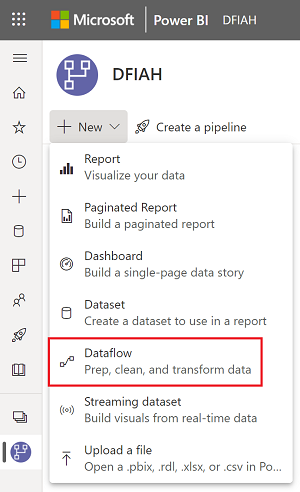 Microsoft Power BI DFIAH
DFIAH
New Create a pipeline
Report
Visualize your data
Paginated Report
Build a paginated report
Dashboard
Build a single-page data story
Dataset
Create a dataset to use in a report
Dataflow
Prep, clean, and transform data
Streaming dataset
Build visuals from real-time data
Upload a file
Open a .pbix, .rdl, .xlsx, or .csv in Po...